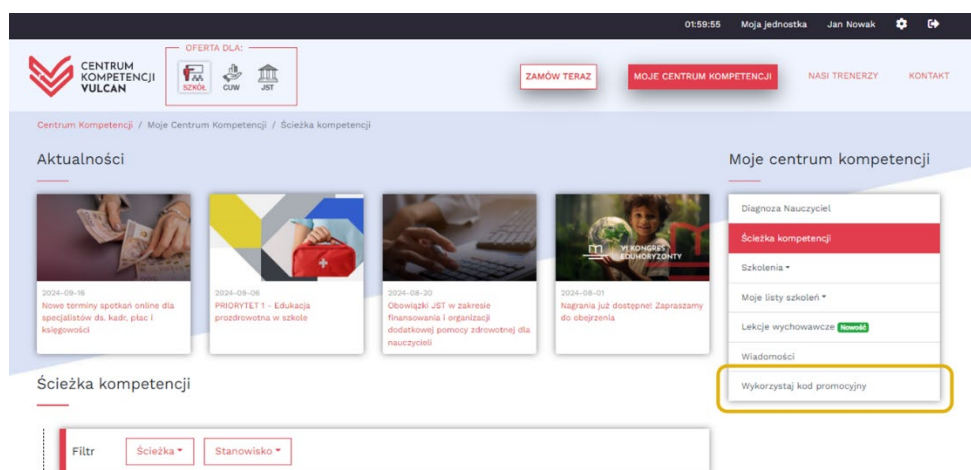 01:59:55 Moja jednostka Jan Nowak
CENTRUM
KOMPETENCJI
VULCAN
OFERTA DLA:
SZKÓŁ CUW JST
ZAMÓW TERAZ MOJE CENTRUM KOMPETENCJI NASI TRENERZY KONTAKT
Centrum Kompetencji / Moje Centrum Kompetencji / Ścieżka kompetencji
Aktualności
VI KONGRES
EDUHORYZONTY
2024-09-16
Nowe terminy spotkań online dla
specjalistów ds. kadr, płac i
księgowości
2024-09-06
PRIORYTET 1 - Edukacja
prozdrowotna w szkole
2024-08-20
Obowiązki JST w zakresie
finansowania i organizacji
dodatkowej pomocy zdrowotnej dla
nauczycieli
2024-08-01
Nagrania już dostępne! Zapraszamy
do obejrzenia
Moje centrum kompetencji
Diagnoza Nauczyciel
Ścieżka kompetencji
Szkolenia
Moje listy szkoleń
Lekcje wychowawcze Nowość
Wiadomości
Wykorzystaj kod promocyjny
Ścieżka kompetencji
Filtr Ścieżka Stanowisko